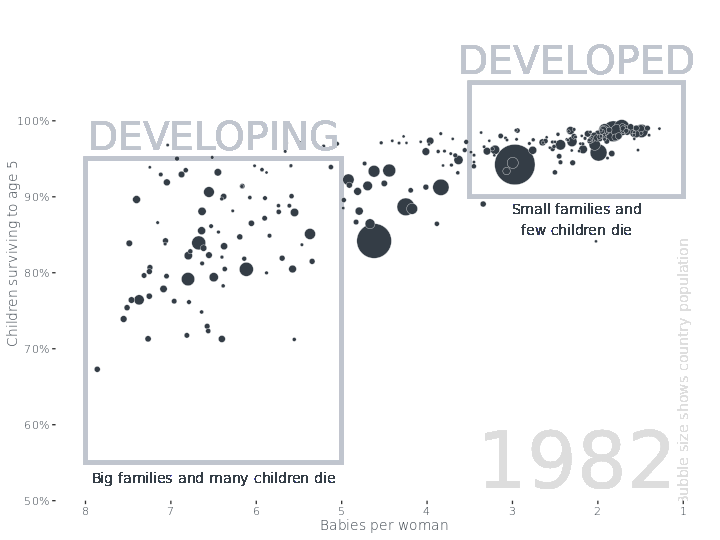 DEVELOPED
DEVELOPING
100%
90%
80%
70%
60%
50%
Children surviving to age 5
Small families and
few children die
Big families and many children die
1982
Bubble size shows country population
8
7
6
5
4
3
2
1
Babies per woman